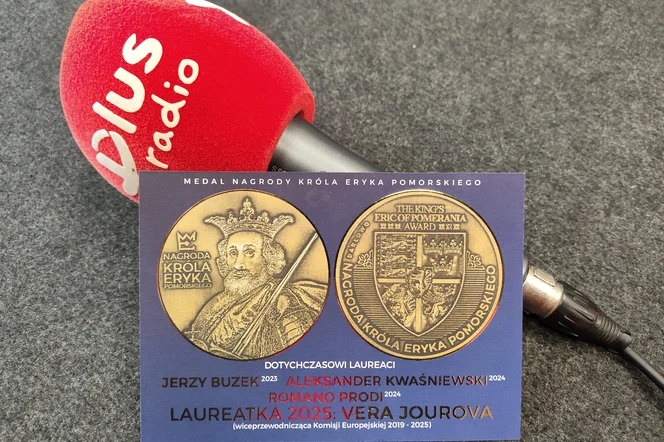 plus
radio
MEDAL NAGRODY KRÓLA ERYKA POMORSKIEGO
NAGRODA
KRÓLA
ERYKA
POMORSKIEGO
THE KING'S
ERIC OF POMERANIA
AWARD
DARŁOWO
NAGRODA KRÓLA ERYKA POMORSKIEGO
DOTYCHCZASOWI LAUREACI
JERZY BUZEK 2023 ALEKSANDER KWAŚNIEWSKI 2024
ROMANO PRODI 2024
LAUREATKA 2025: VERA JOUROVA
(wiceprzewodnicząca Komisji Europejskiej 2019 - 2025)